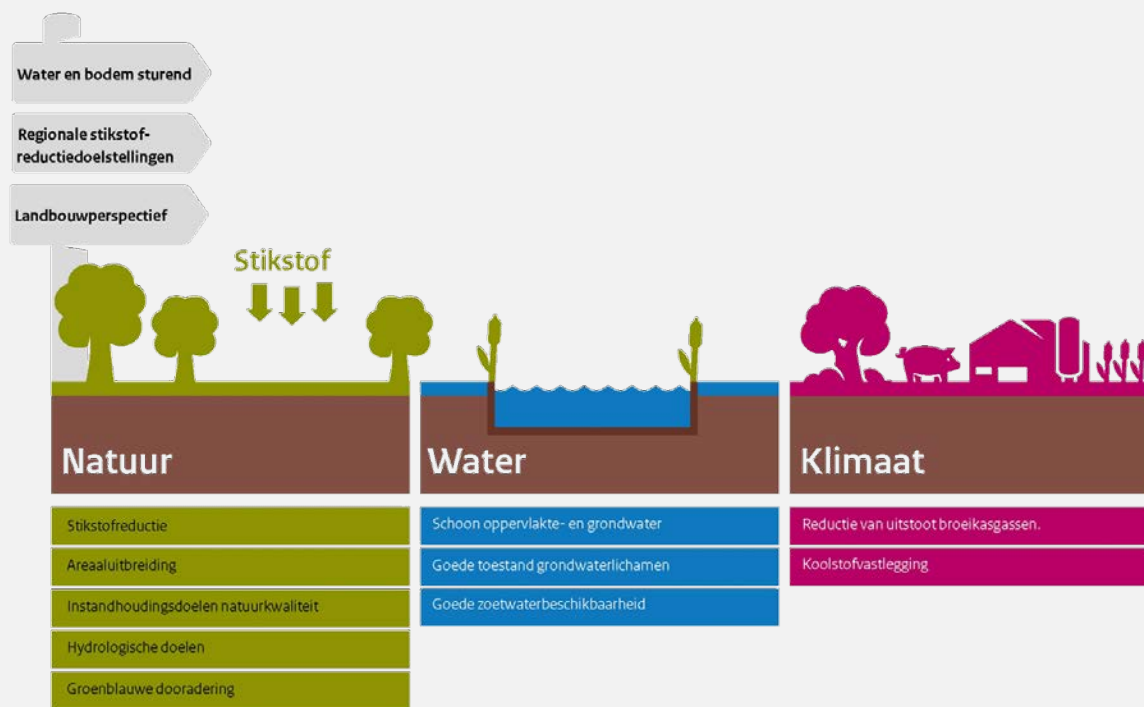 Water en bodem sturend
Regionale stikstof-
reductiedoelstellingen
Landbouwperspectief
Stikstof
Natuur
Stikstofreductie
Areaaluitbreiding
Instandhoudingsdoelen natuurkwaliteit
Hydrologische doelen
Groenblauwe dooradering
Water
Schoon oppervlakte- en grondwater
Goede toestand grondwaterlichamen
Goede zoetwaterbeschikbaarheid
Klimaat
Reductie van uitstoot broeikasgassen.
Koolstofvastlegging